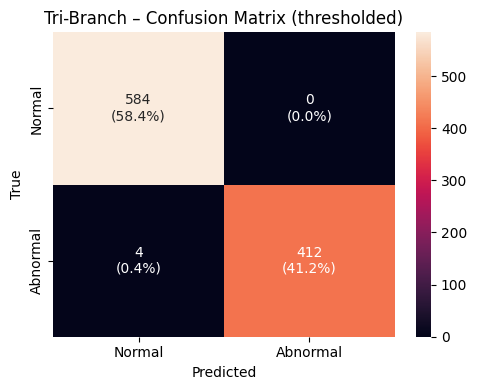 Tri-Branch – Confusion Matrix (thresholded)
True
Normal
584
(58.4%)
0
(0.0%)
Abnormal
4
(0.4%)
412
(41.2%)
Normal
Abnormal
Predicted
500
400
300
200
100
0